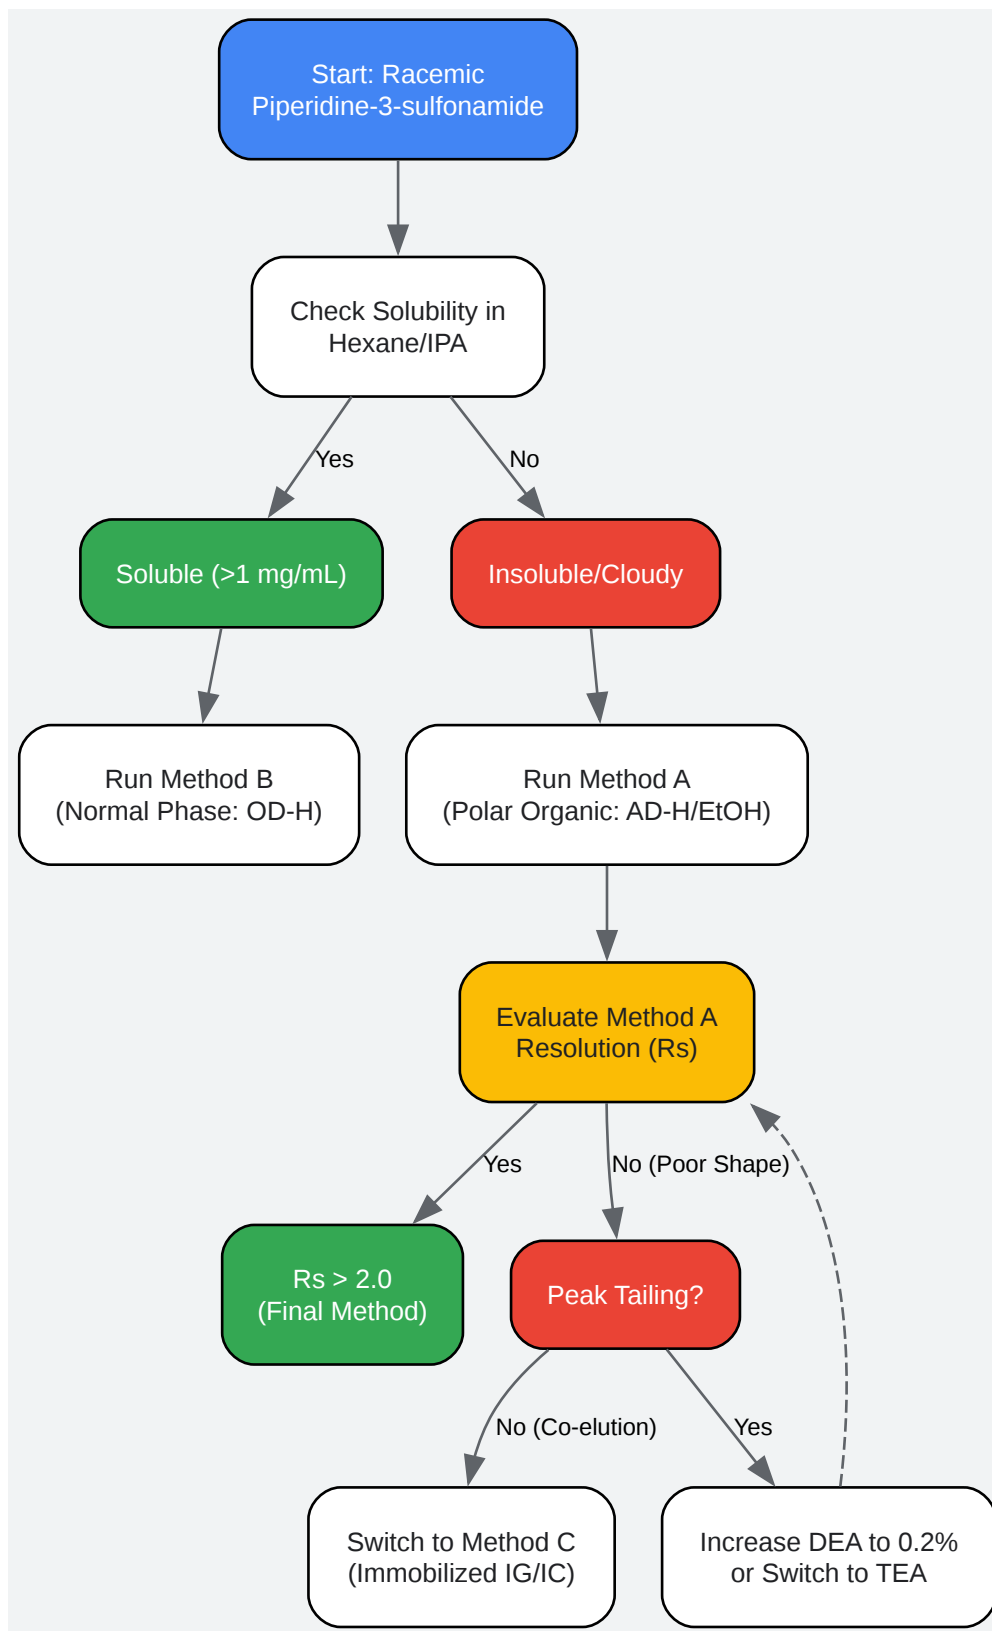 Start: Racemic
Piperidine-3-sulfonamide
Check Solubility in
Hexane/IPA
Yes
No
Soluble (>1 mg/mL)
Insoluble/Cloudy
Run Method B
(Normal Phase: OD-H)
Run Method A
(Polar Organic: AD-H/EtOH)
Evaluate Method A
Resolution (Rs)
Yes
No (Poor Shape)
Rs > 2.0
(Final Method)
Peak Tailing?
No (Co-elution)
Yes
Switch to Method C
(Immobilized IG/IC)
Increase DEA to 0.2%
or Switch to TEA